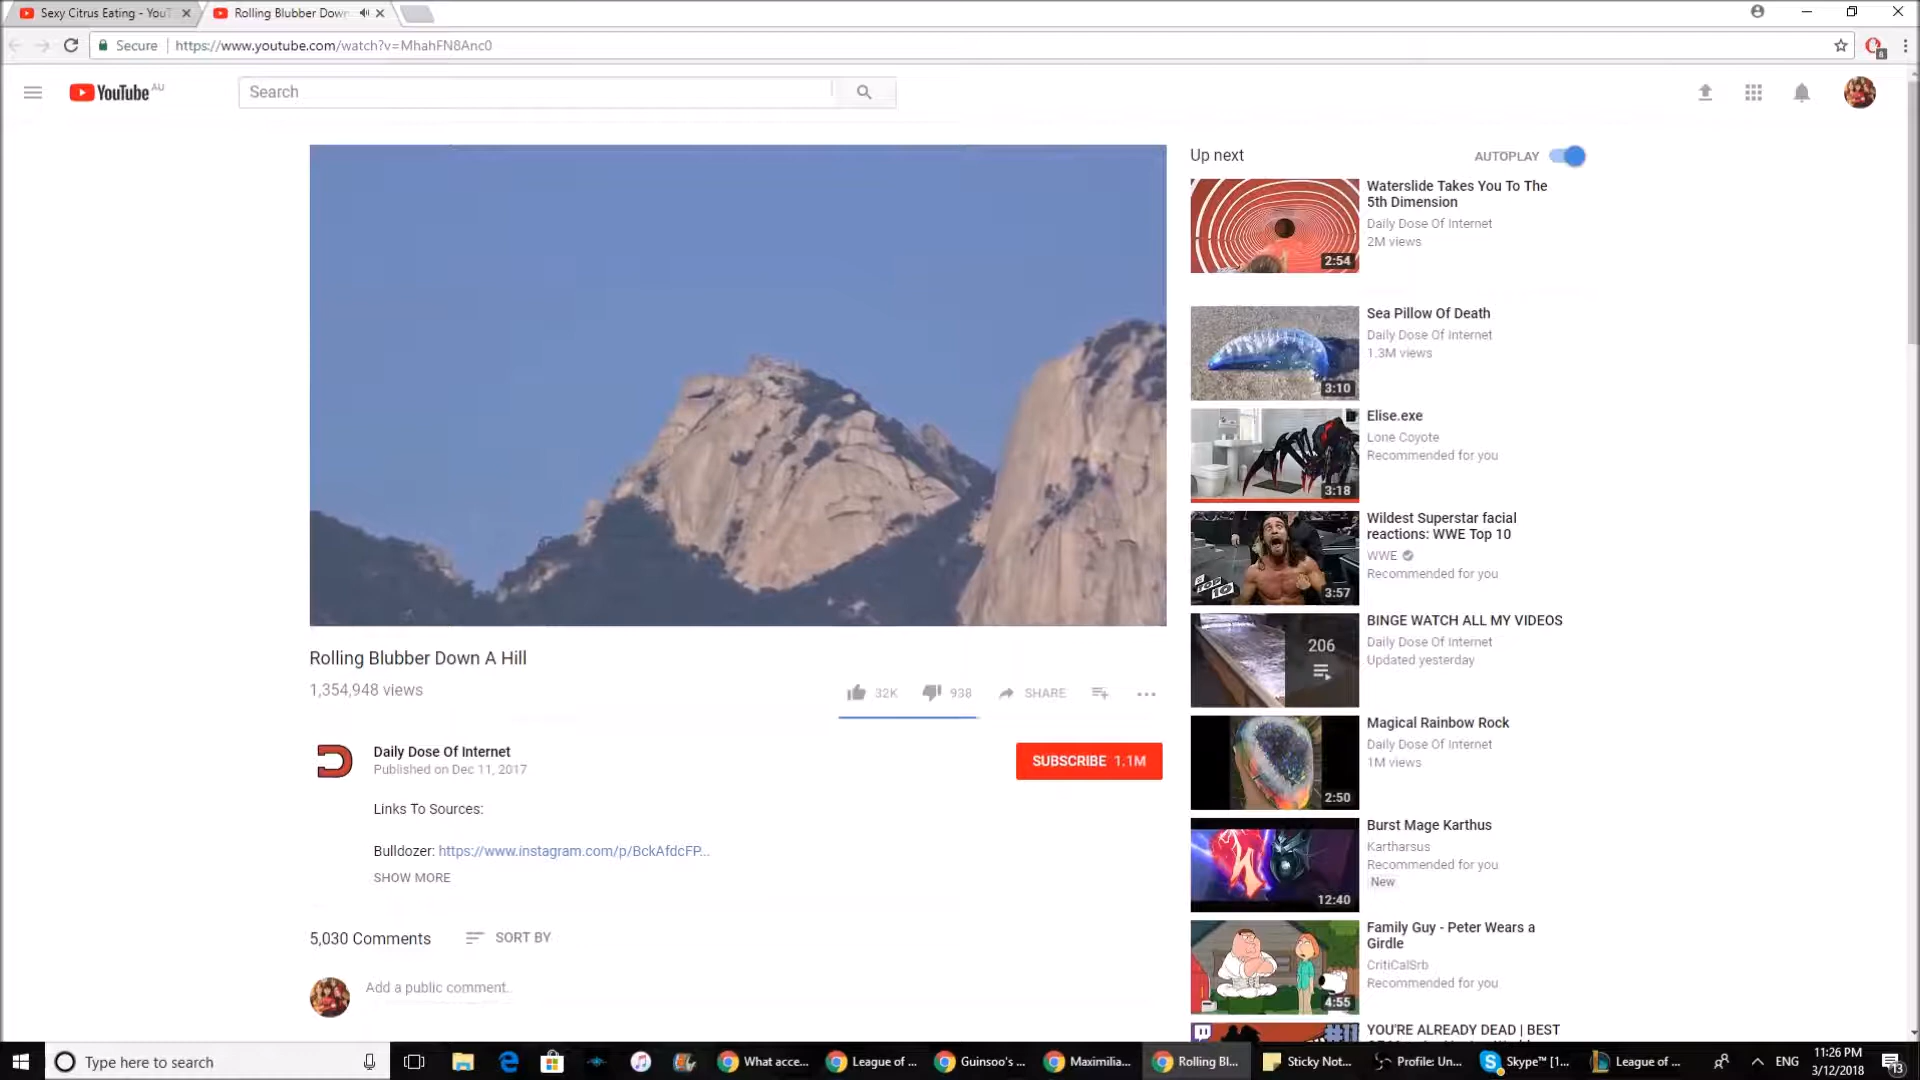 Sexy Citrus Eating - YouT
Rolling Blubber Down
Secure
https://www.youtube.com/watch?v=MhahFN8Anc0
8
YouTube AU
Search
Up next
AUTOPLAY
Waterslide Takes You To The
5th Dimension
Daily Dose Of Internet
2M views
2:54
Sea Pillow Of Death
Daily Dose Of Internet
1.3M views
3:10
Elise.exe
Lone Coyote
Recommended for you
3:18
Wildest Superstar facial
reactions: WWE Top 10
WWE
Recommended for you
TOP 10
3:57
BINGE WATCH ALL MY VIDEOS
Daily Dose Of Internet
Updated yesterday
206
Magical Rainbow Rock
Daily Dose Of Internet
1M views
2:50
Burst Mage Karthus
Kartharsus
Recommended for you
New
12:40
Family Guy - Peter Wears a
Girdle
CritiCalSrb
Recommended for you
4:55
YOU'RE ALREADY DEAD | BEST
#11
Rolling Blubber Down A Hill
1,354,948 views
32K
938
SHARE
Daily Dose Of Internet
Published on Dec 11, 2017
SUBSCRIBE 1.1M
Links To Sources:
Bulldozer: https://www.instagram.com/p/BckAfdcFP...
SHOW MORE
5,030 Comments
SORT BY
Add a public comment..
Type here to search
What acce...
League of ...
Guinsoo's ...
Maximilia...
Rolling Bl...
Sticky Not...
Profile: Un...
Skype™ [1...
League of ...
ENG
11:26 PM
3/12/2018
13